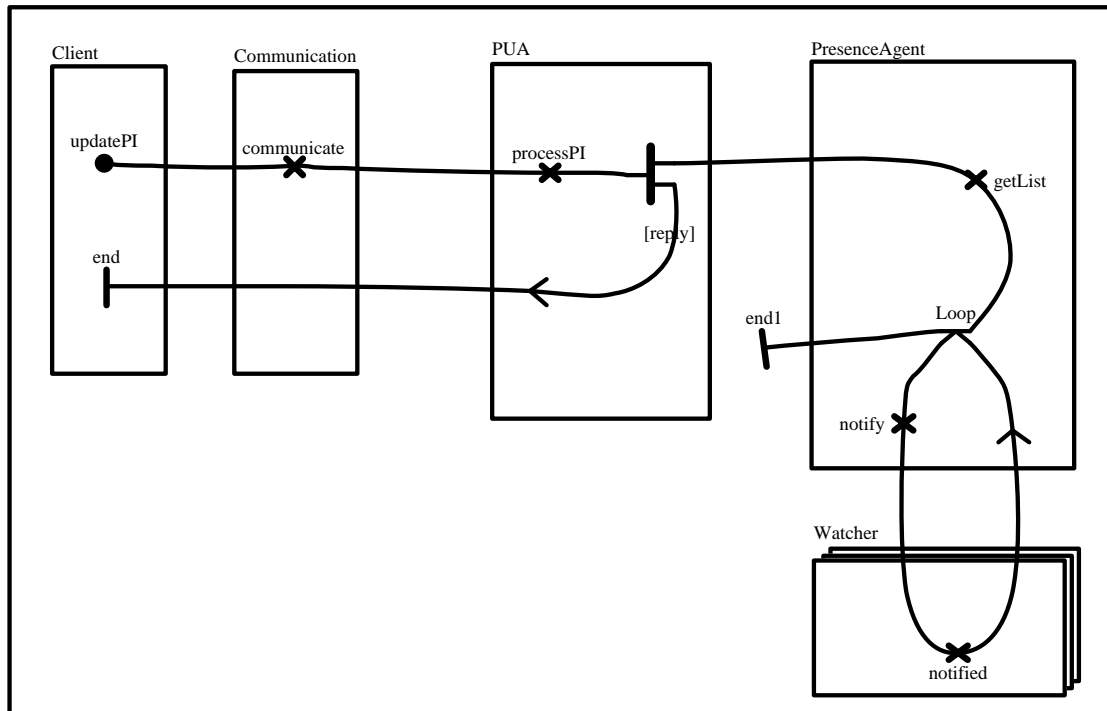 PUA
Client
Communication
PresenceAgent
updatePI
communicate
processPI
getList
[reply]
end
Loop
end1
notify
Watcher
notified